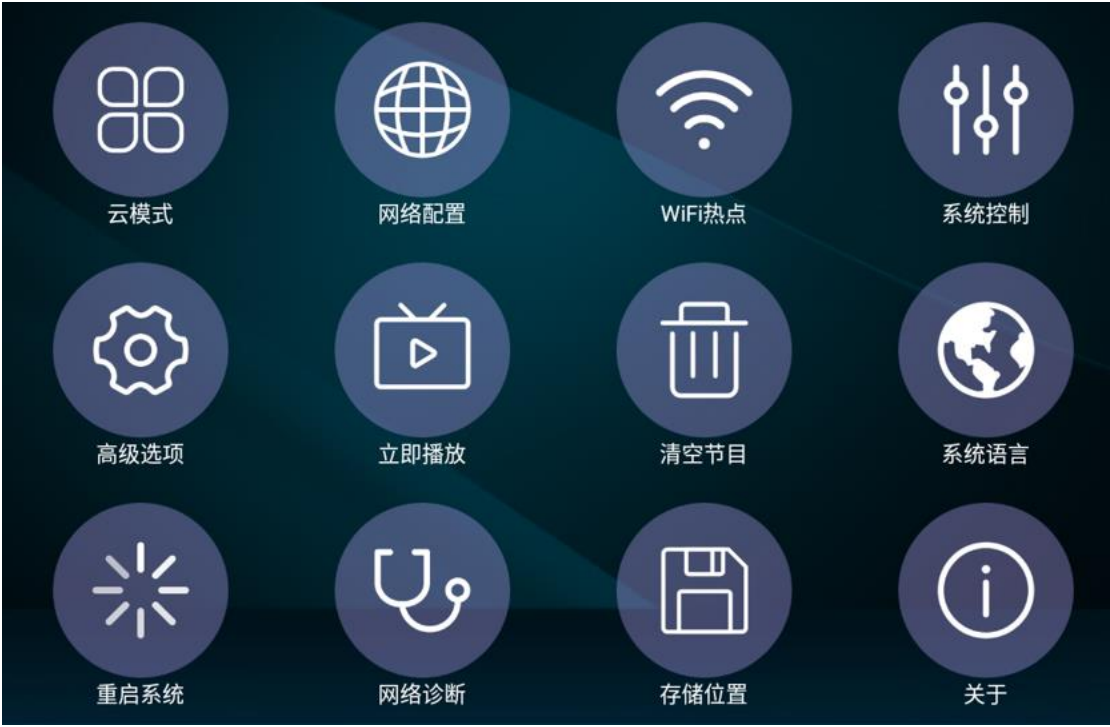 云模式
网络配置
WiFi热点
系统控制
高级选项
立即播放
清空节目
系统语言
重启系统
网络诊断
存储位置
关于